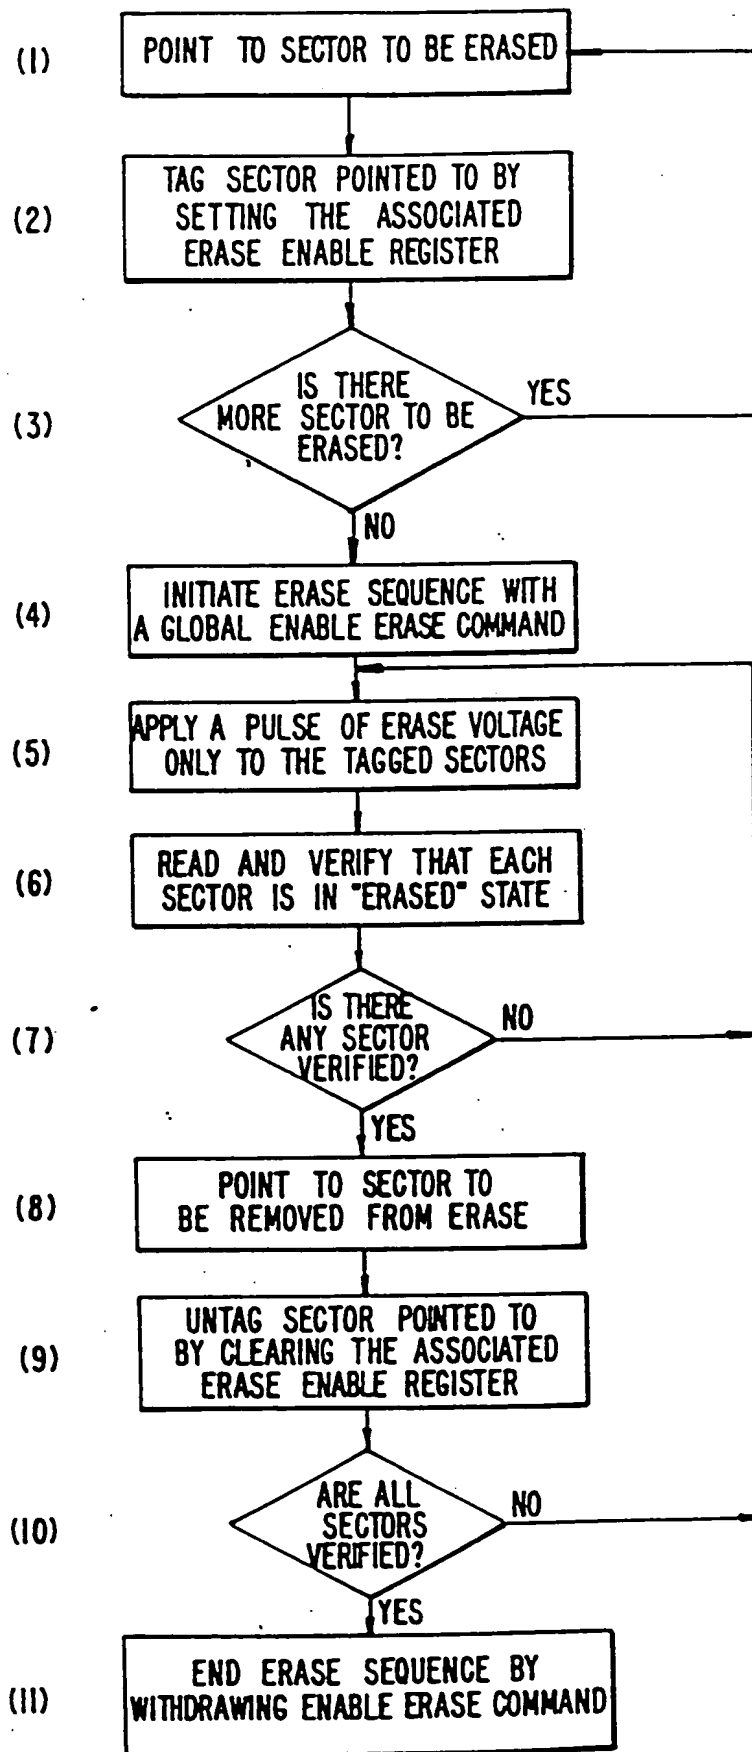 (1)
POINT TO SECTOR TO BE ERASED
(2)
TAG SECTOR POINTED TO BY
SETTING THE ASSOCIATED
ERASE ENABLE REGISTER
(3)
IS THERE
MORE SECTOR TO BE
ERASED?
YES
NO
(4)
INITIATE ERASE SEQUENCE WITH
A GLOBAL ENABLE ERASE COMMAND
(5)
APPLY A PULSE OF ERASE VOLTAGE
ONLY TO THE TAGGED SECTORS
(6)
READ AND VERIFY THAT EACH
SECTOR IS IN "ERASED" STATE
(7)
IS THERE
ANY SECTOR
VERIFIED?
NO
YES
(8)
POINT TO SECTOR TO
BE REMOVED FROM ERASE
(9)
UNTAG SECTOR POINTED TO
BY CLEARING THE ASSOCIATED
ERASE ENABLE REGISTER
(10)
ARE ALL
SECTORS
VERIFIED?
NO
YES
(11)
END ERASE SEQUENCE BY
WITHDRAWING ENABLE ERASE COMMAND